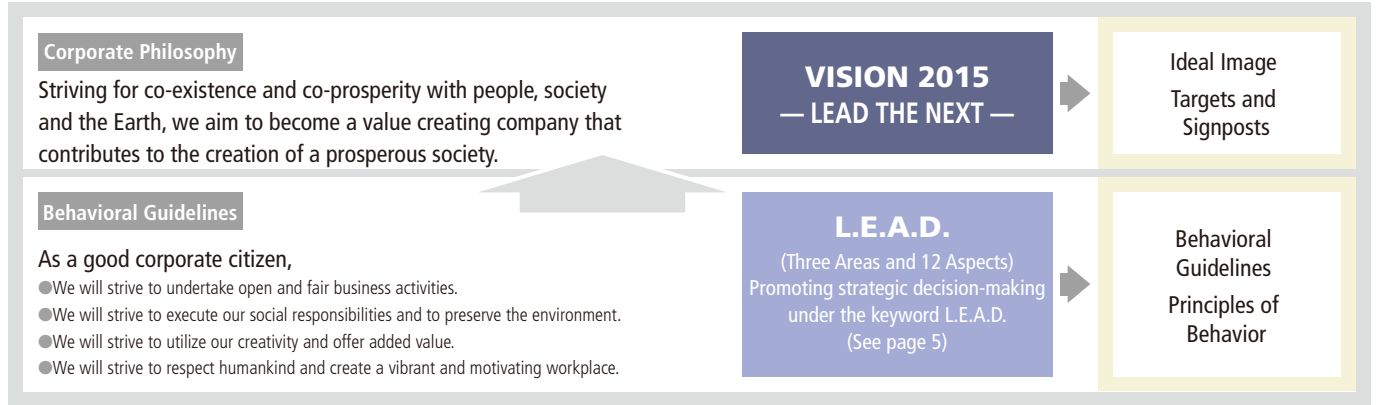 Corporate Philosophy
Striving for co-existence and co-prosperity with people, society
and the Earth, we aim to become a value creating company that
contributes to the creation of a prosperous society.
VISION 2015
— LEAD THE NEXT —
Ideal Image
Targets and
Signposts
Behavioral Guidelines
As a good corporate citizen,
●We will strive to undertake open and fair business activities.
●We will strive to execute our social responsibilities and to preserve the environment.
●We will strive to utilize our creativity and offer added value.
●We will strive to respect humankind and create a vibrant and motivating workplace.
L.E.A.D.
(Three Areas and 12 Aspects)
Promoting strategic decision-making
under the keyword L.E.A.D.
(See page 5)
Behavioral
Guidelines
Principles of
Behavior